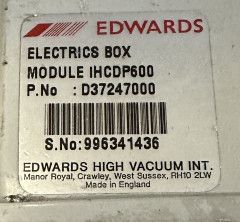 EDWARDS
ELECTRICS BOX
MODULE IHCDP600
P.No : D37247000
S.No: 996341436
EDWARDS HIGH VACUUM INT.
Manor Royal, Crawley, West Sussex, RH10 2LW
Made in England